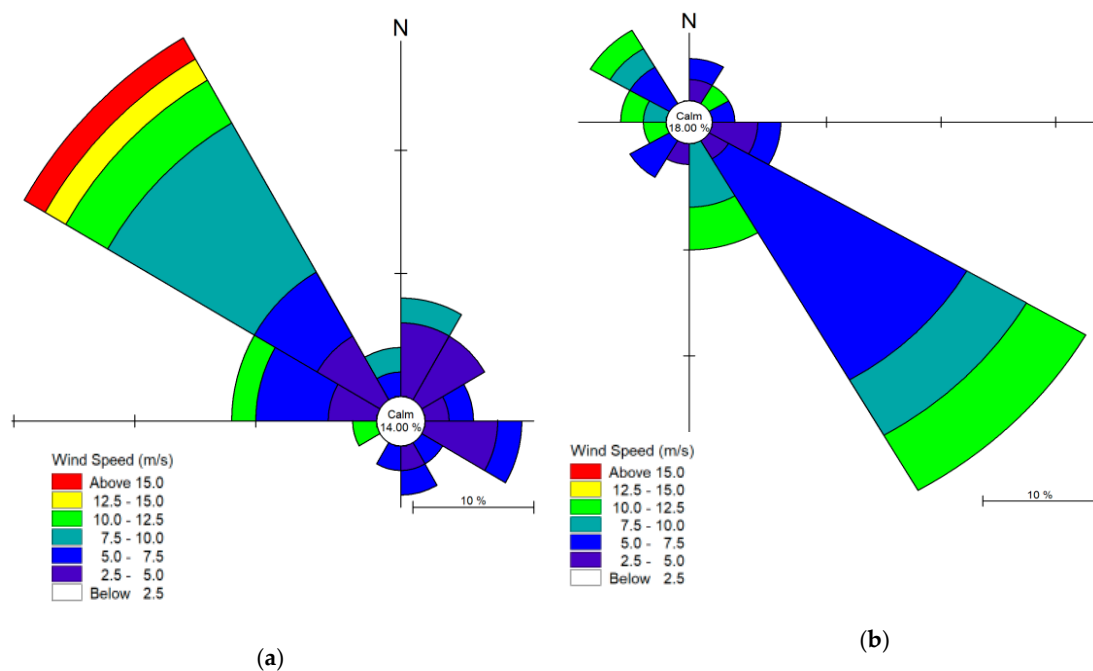 N
Calm
14.00 %
10 %
Wind Speed (m/s)
Above 15.0
12.5 - 15.0
10.0 - 12.5
7.5 - 10.0
5.0 - 7.5
2.5 - 5.0
Below 2.5
(a)
N
Calm
18.00 %
10 %
Wind Speed (m/s)
Above 15.0
12.5 - 15.0
10.0 - 12.5
7.5 - 10.0
5.0 - 7.5
2.5 - 5.0
Below 2.5
(b)